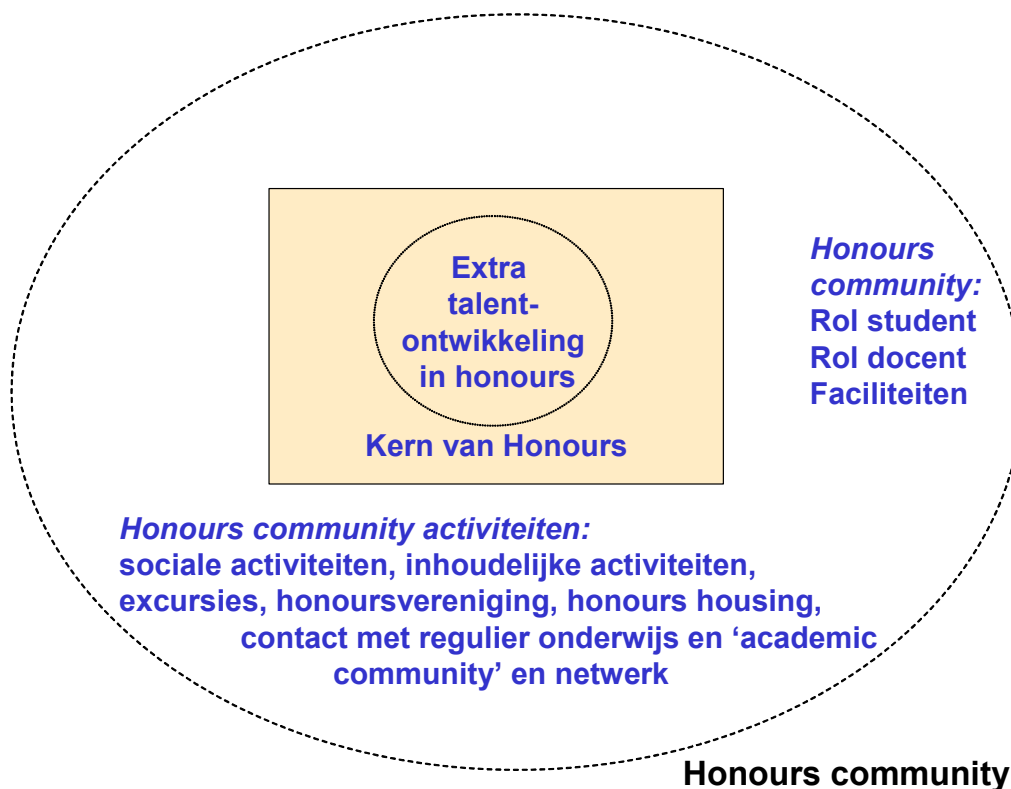 Extra
talent-
ontwikkeling
in honours
Kern van Honours
Honours
community:
Rol student
Rol docent
Faciliteiten
Honours community activiteiten:
sociale activiteiten, inhoudelijke activiteiten,
excursies, honoursvereniging, honours housing,
contact met regulier onderwijs en ‘academic
community’ en netwerk
Honours community